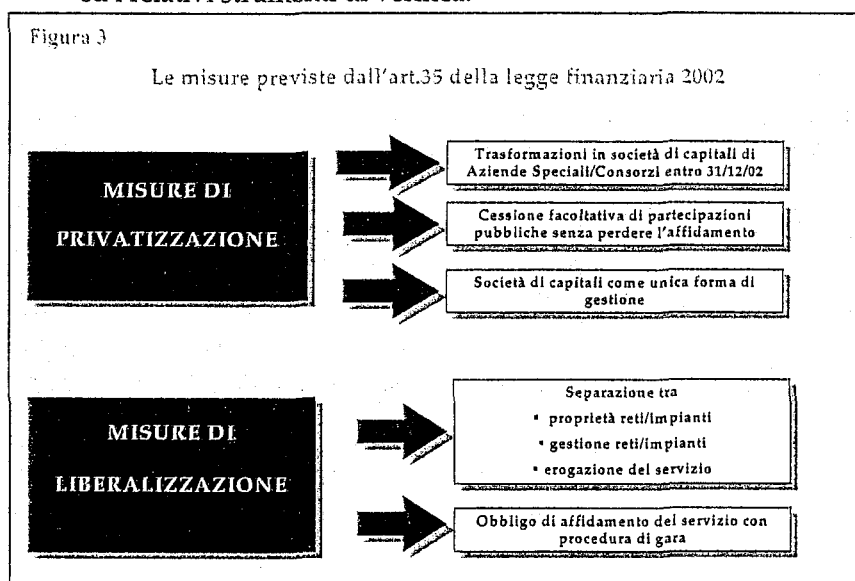 Figura 3
Le misure previste dall'art.35 della legge finanziaria 2002
MISURE DI
PRIVATIZZAZIONE
Trasformazioni in società di capitali di
Aziende Speciali/Consorzi entro 31/12/02
Cessione facoltativa di partecipazioni
pubbliche senza perdere l'affidamento
Società di capitali come unica forma di
gestione
MISURE DI
LIBERALIZZAZIONE
Separazione tra
▪ proprietà reti/impianti
▪ gestione reti/impianti
▪ erogazione del servizio
Obbligo di affidamento del servizio con
procedura di gara